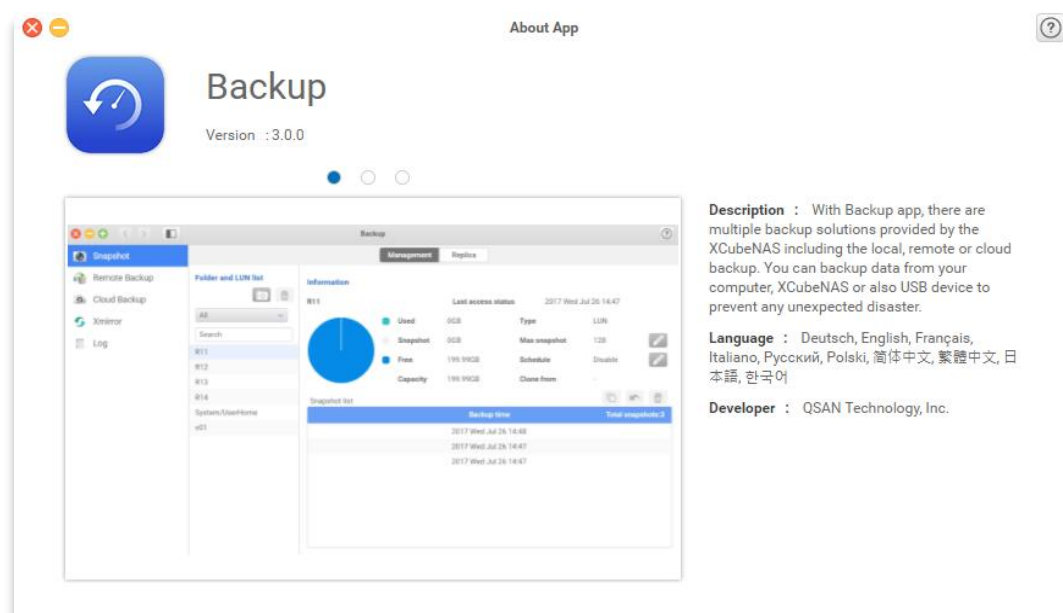 About App
Backup
Version : 3.0.0
Backup
Snapshot
Remote Backup
Cloud Backup
Xmirror
Log
Management Replica
Folder and LUN list
All
Search
R11
R12
R13
R14
System/UserHome
v01
Information
R11 Last access status 2017 Wed Jul 26 14:47
Used 0GB Type LUN
Snapshot 0GB Max snapshot 128
Free 199.99GB Schedule Disable
Capacity 199.99GB Clone from -
Snapshot list
Backup time Total snapshots:3
2017 Wed Jul 26 14:48
2017 Wed Jul 26 14:47
2017 Wed Jul 26 14:47
Description : With Backup app, there are
multiple backup solutions provided by the
XCubeNAS including the local, remote or cloud
backup. You can backup data from your
computer, XCubeNAS or also USB device to
prevent any unexpected disaster.
Language : Deutsch, English, Français,
Italiano, Русский, Polski, 简体中文, 繁體中文, 日
本語, 한국어
Developer : QSAN Technology, Inc.